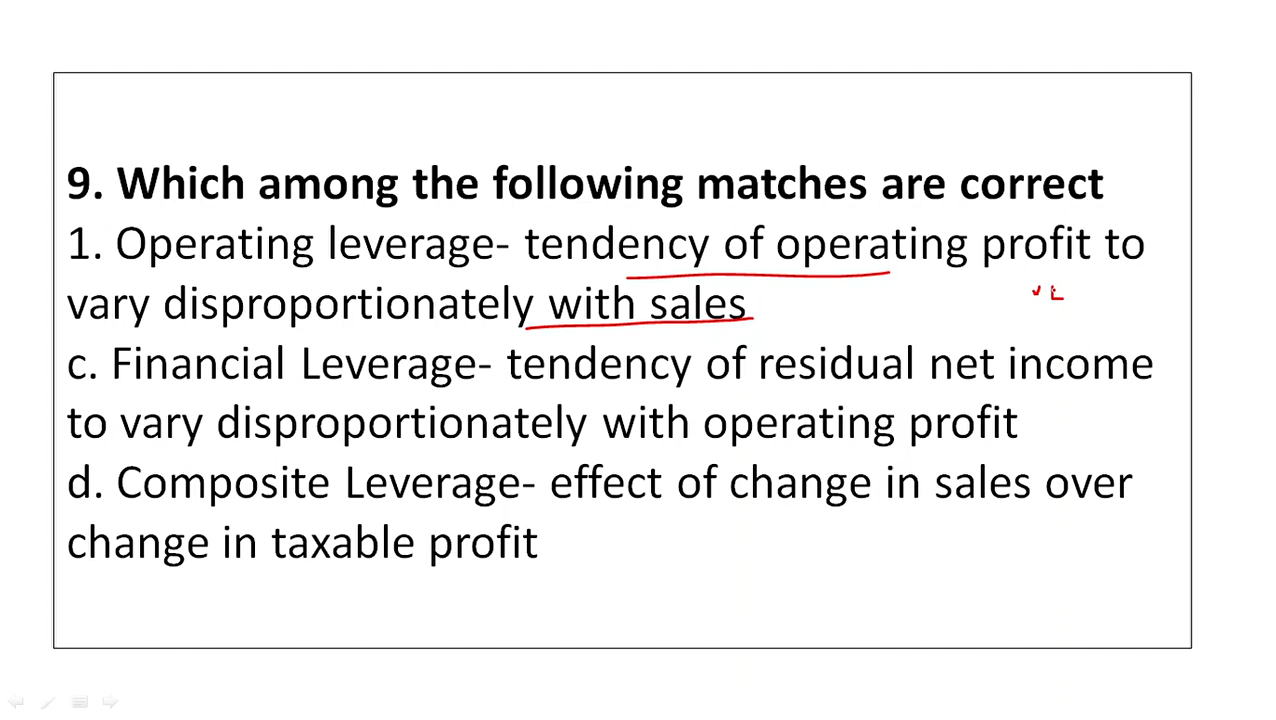 9. Which among the following matches are correct
1. Operating leverage- tendency of operating profit to
vary disproportionately with sales
c. Financial Leverage- tendency of residual net income
to vary disproportionately with operating profit
d. Composite Leverage- effect of change in sales over
change in taxable profit